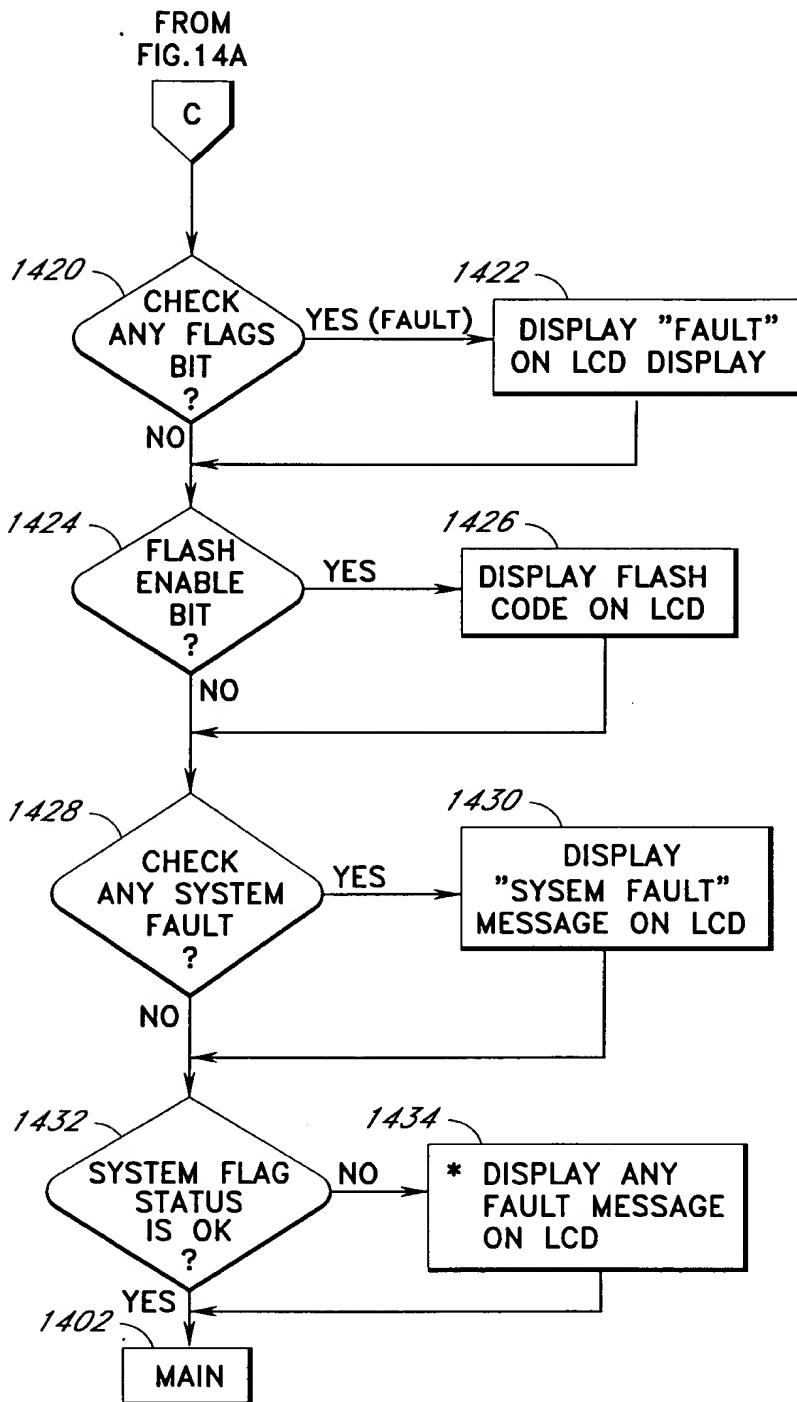 FROM
FIG.14A
C
1420
CHECK
ANY FLAGS
BIT
?
YES (FAULT)
1422
DISPLAY "FAULT"
ON LCD DISPLAY
NO
1424
FLASH
ENABLE
BIT
?
YES
1426
DISPLAY FLASH
CODE ON LCD
NO
1428
CHECK
ANY SYSTEM
FAULT
?
YES
1430
DISPLAY
"SYSEM FAULT"
MESSAGE ON LCD
NO
1432
SYSTEM FLAG
STATUS
IS OK
?
NO
1434
* DISPLAY ANY
FAULT MESSAGE
ON LCD
YES
1402
MAIN